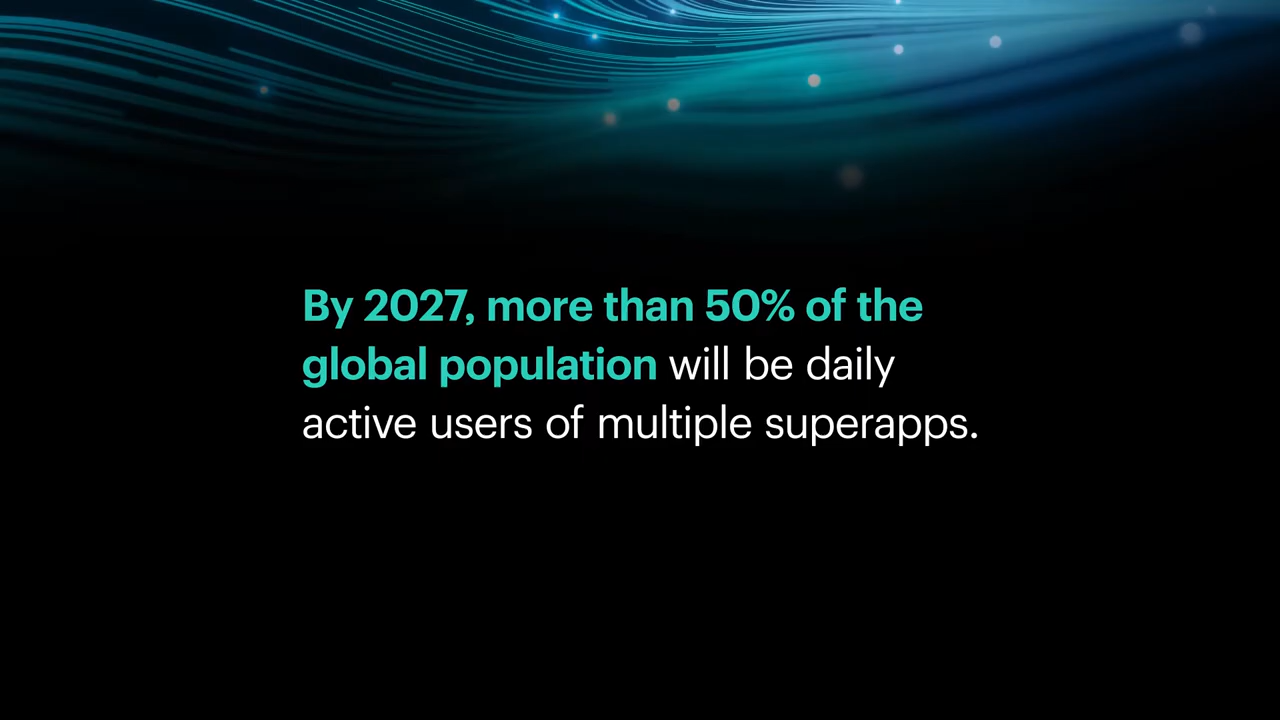 By 2027, more than 50% of the
global population will be daily
active users of multiple superapps.